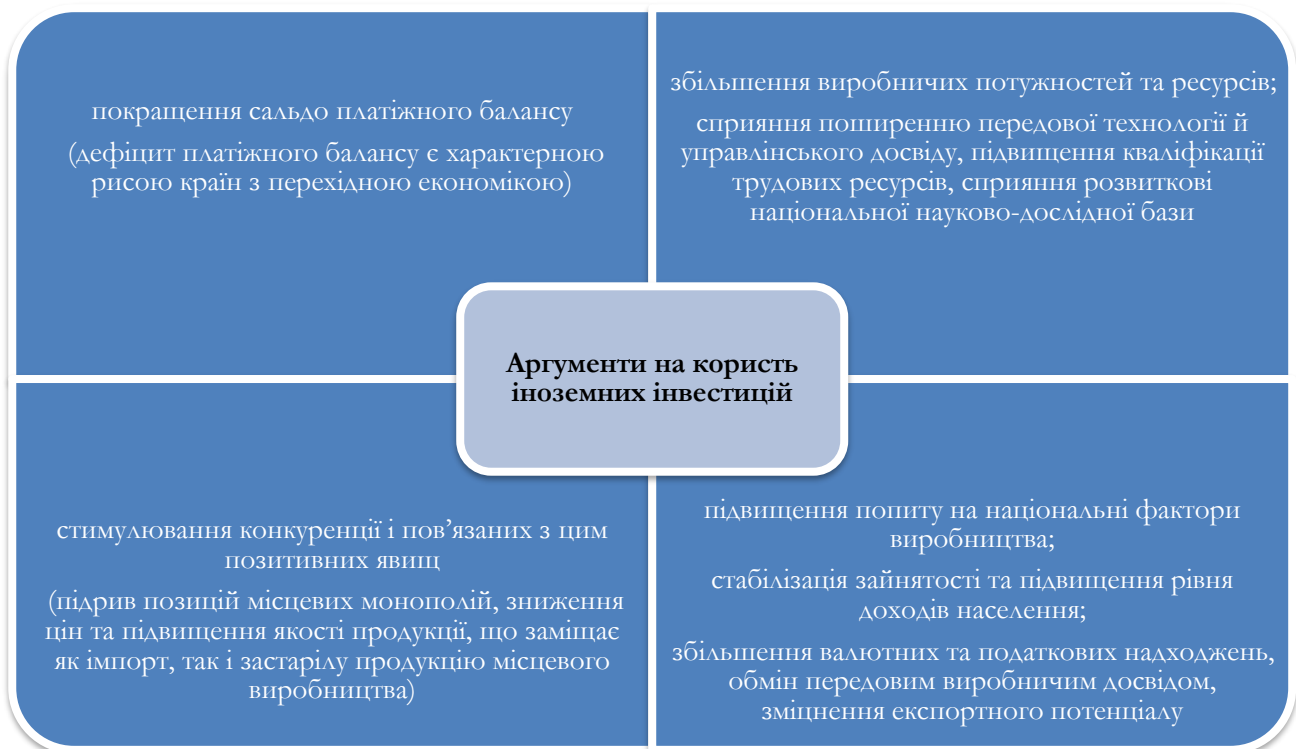 покращення сальдо платіжного балансу
(дефіцит платіжного балансу є характерною
рисою країн з перехідною економікою)
збільшення виробничих потужностей та ресурсів;
сприяння поширенню передової технології й
управлінського досвіду, підвищення кваліфікації
трудових ресурсів, сприяння розвиткові
національної науково-дослідної бази
Аргументи на користь
іноземних інвестицій
стимулювання конкуренції і пов’язаних з цим
позитивних явищ
(підрив позицій місцевих монополій, зниження
цін та підвищення якості продукції, що заміщає
як імпорт, так і застарілу продукцію місцевого
виробництва)
підвищення попиту на національні фактори
виробництва;
стабілізація зайнятості та підвищення рівня
доходів населення;
збільшення валютних та податкових надходжень,
обмін передовим виробничим досвідом,
зміцнення експортного потенціалу